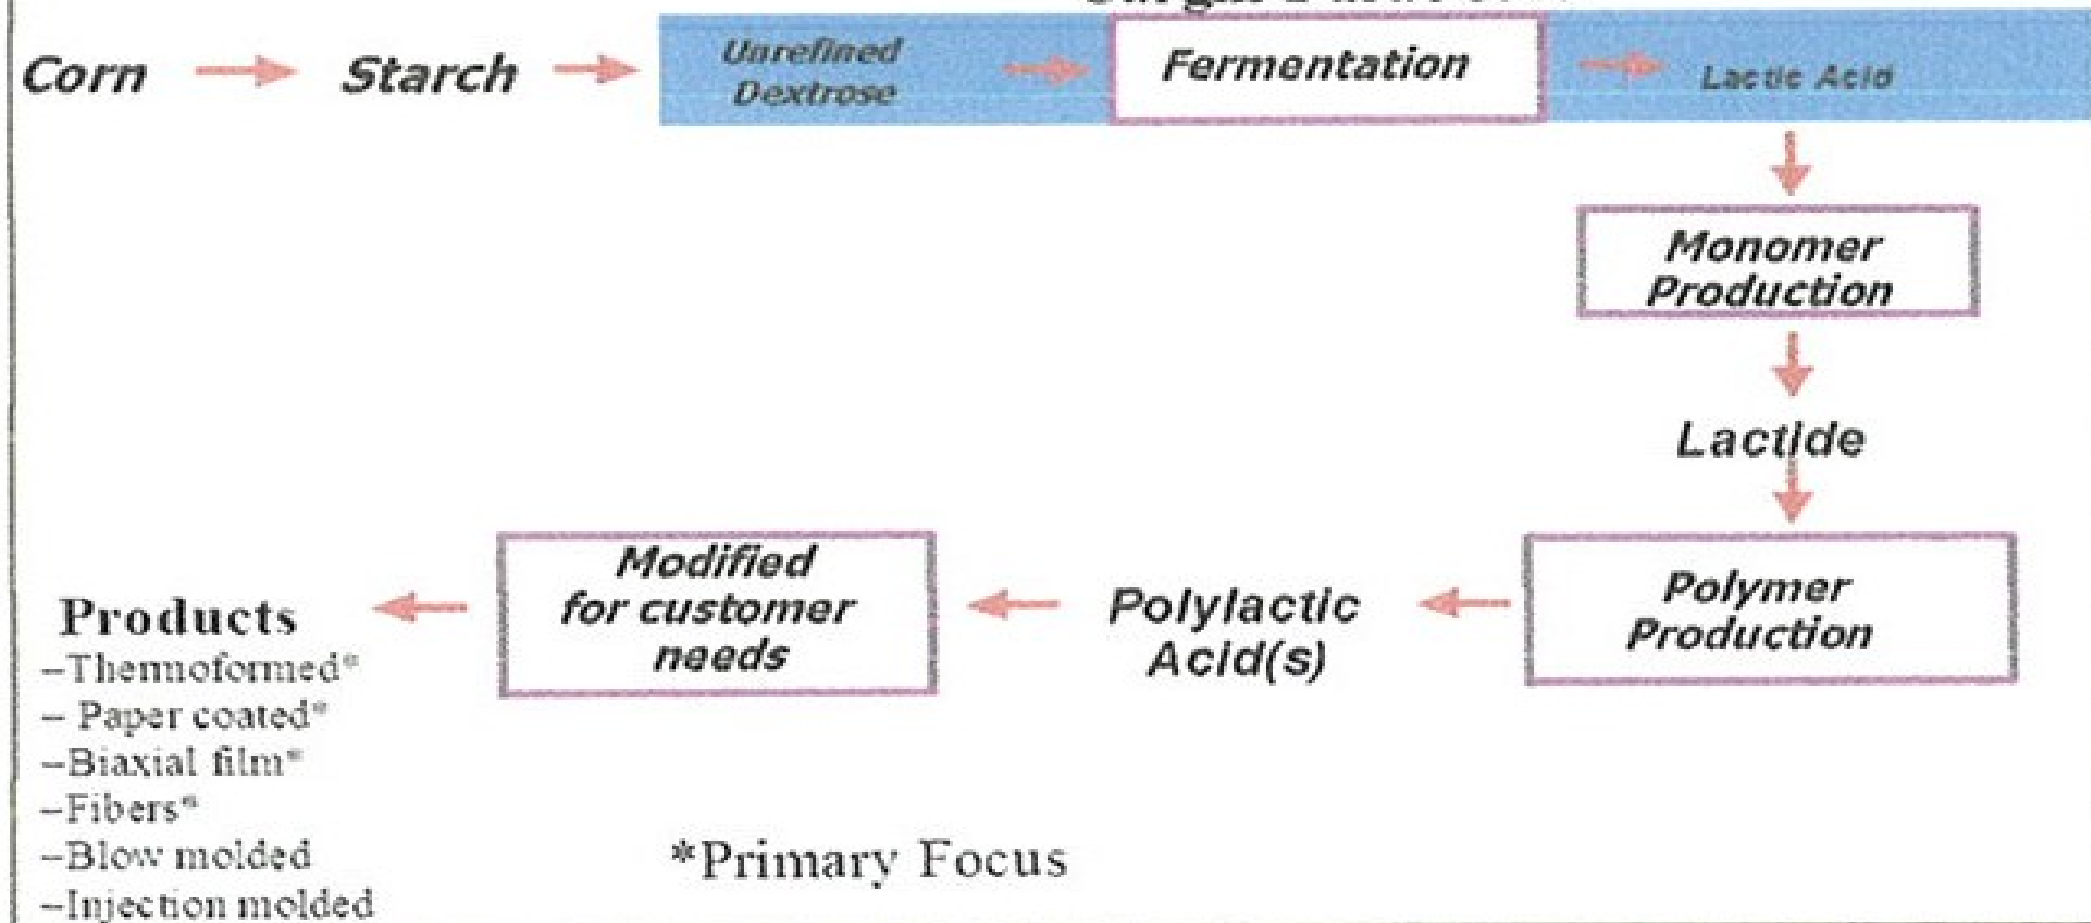 Corn
Starch
Unrefined
Dextrose
Fermentation
Lactic Acid
Monomer
Production
Lactide
Polymer
Production
Polylactic
Acid(s)
Modified
for customer
needs
Products
–Thermoformed*
– Paper coated*
–Biaxial film*
–Fibers*
–Blow molded
–Injection molded
*Primary Focus